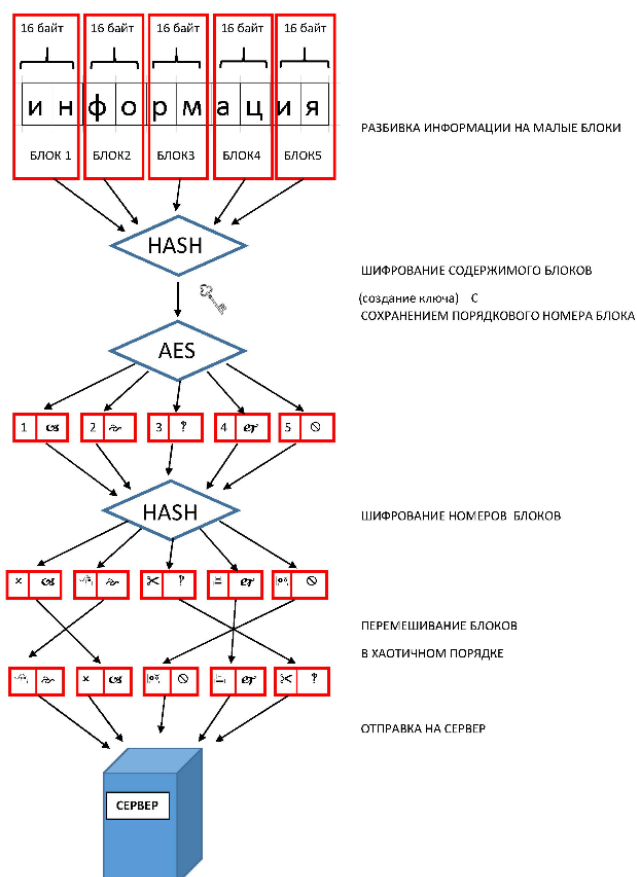 16 байт 16 байт 16 байт 16 байт 16 байт
и н ф о р м а ц и я
БЛОК 1 БЛОК2 БЛОК3 БЛОК4 БЛОК5
РАЗБИВКА ИНФОРМАЦИИ НА МАЛЫЕ БЛОКИ
HASH
ШИФРОВАНИЕ СОДЕРЖИМОГО БЛОКОВ
(создание ключа) С
СОХРАНЕНИЕМ ПОРЯДКОВОГО НОМЕРА БЛОКА
AES
1 2 3 ? 4 5
HASH
ШИФРОВАНИЕ НОМЕРОВ БЛОКОВ
× ?
ПЕРЕМЕШИВАНИЕ БЛОКОВ
В ХАОТИЧНОМ ПОРЯДКЕ
× ?
ОТПРАВКА НА СЕРВЕР
СЕРВЕР